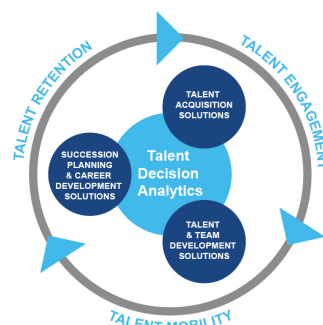 TALENT RETENTION
TALENT ENGAGEMENT
TALENT
ACQUISITION
SOLUTIONS
SUCCESSION
PLANNING
& CAREER
DEVELOPMENT
SOLUTIONS
Talent
Decision
Analytics
TALENT
& TEAM
DEVELOPMENT
SOLUTIONS
TALENT MOBILITY